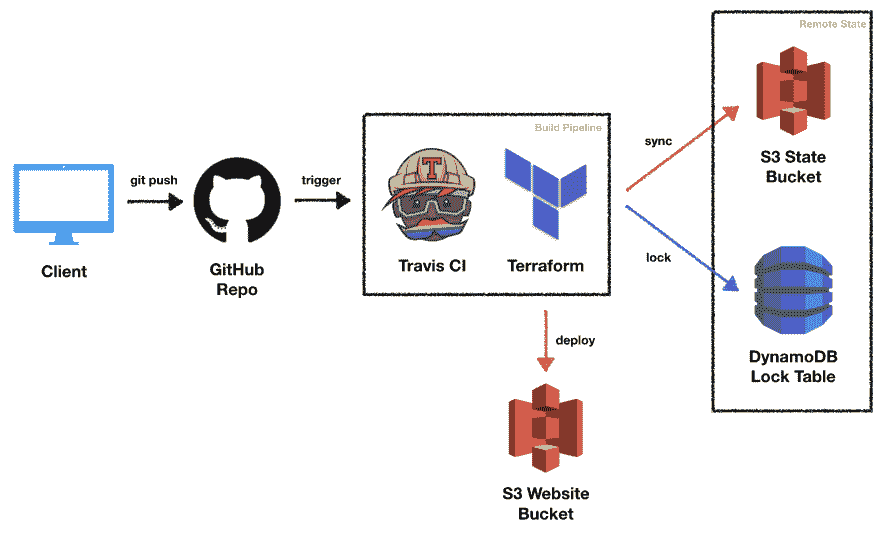 Remote State
Build Pipeline
git push
trigger
sync
lock
deploy
T
Client
GitHub
Repo
Travis CI
Terraform
S3 State
Bucket
DynamoDB
Lock Table
S3 Website
Bucket